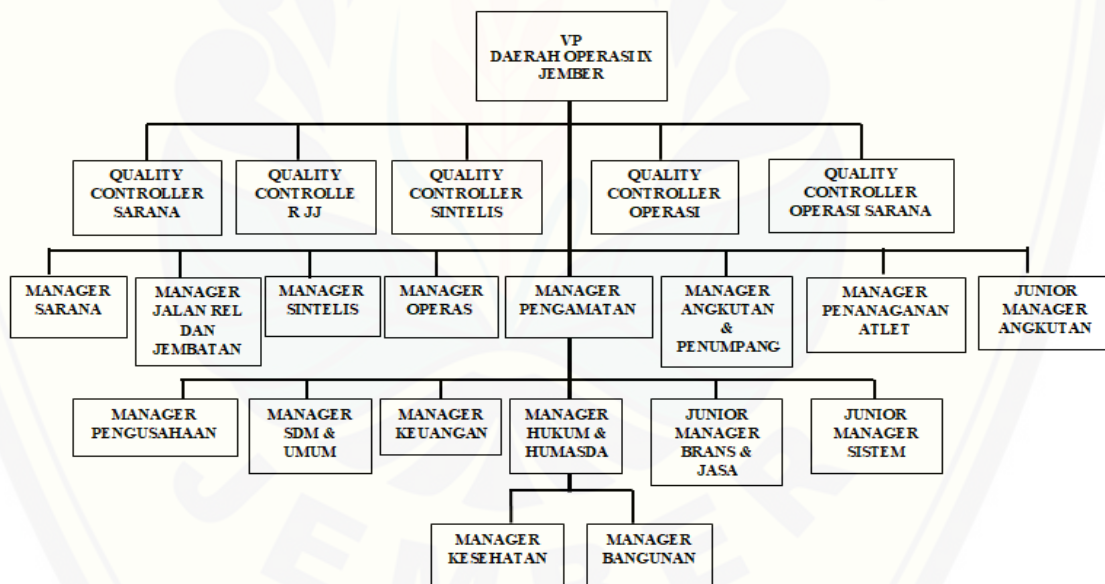 VP
DAERAH OPERASI IX
JEMBER
QUALITY
CONTROLLER
SARANA
QUALITY
CONTROLLE
R JJ
QUALITY
CONTROLLER
SINTELIS
QUALITY
CONTROLLER
OPERASI
QUALITY
CONTROLLER
OPERASI SARANA
MANAGER
SARANA
MANAGER
JALAN REL
DAN
JEMBATAN
MANAGER
SINTELIS
MANAGER
OPERAS
MANAGER
PENGAMATAN
MANAGER
ANGKUTAN
&
PENUMPANG
MANAGER
PENANAGANAN
ATLET
JUNIOR
MANAGER
ANGKUTAN
MANAGER
PENGUSAHAAN
MANAGER
SDM &
UMUM
MANAGER
KEUANGAN
MANAGER
HUKUM &
HUMASDA
JUNIOR
MANAGER
BRANS &
JASA
JUNIOR
MANAGER
SISTEM
MANAGER
KESEHATAN
MANAGER
BANGUNAN
JEMBER